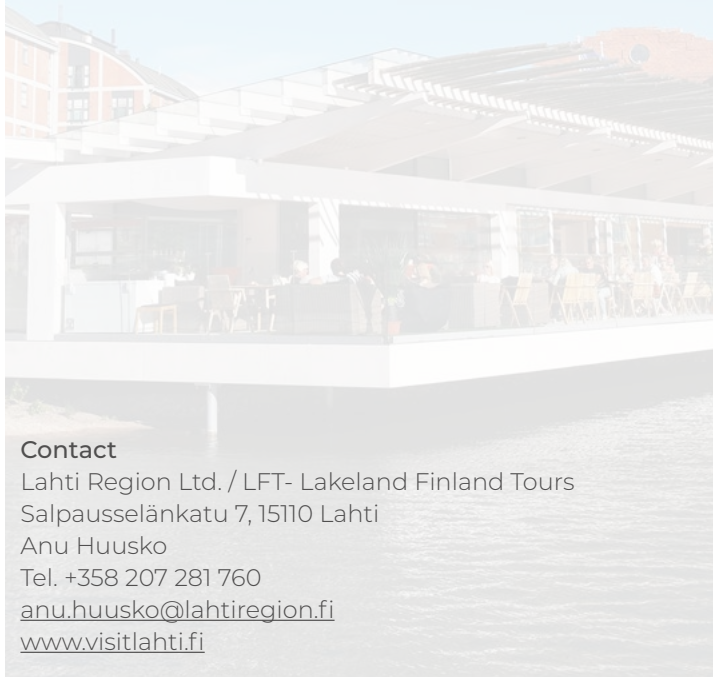 Contact
Lahti Region Ltd. / LFT- Lakeland Finland Tours
Salpausselänkatu 7, 15110 Lahti
Anu Huusko
Tel. +358 207 281 760
anu.huusko@lahtiregion.fi
www.visitlahti.fi